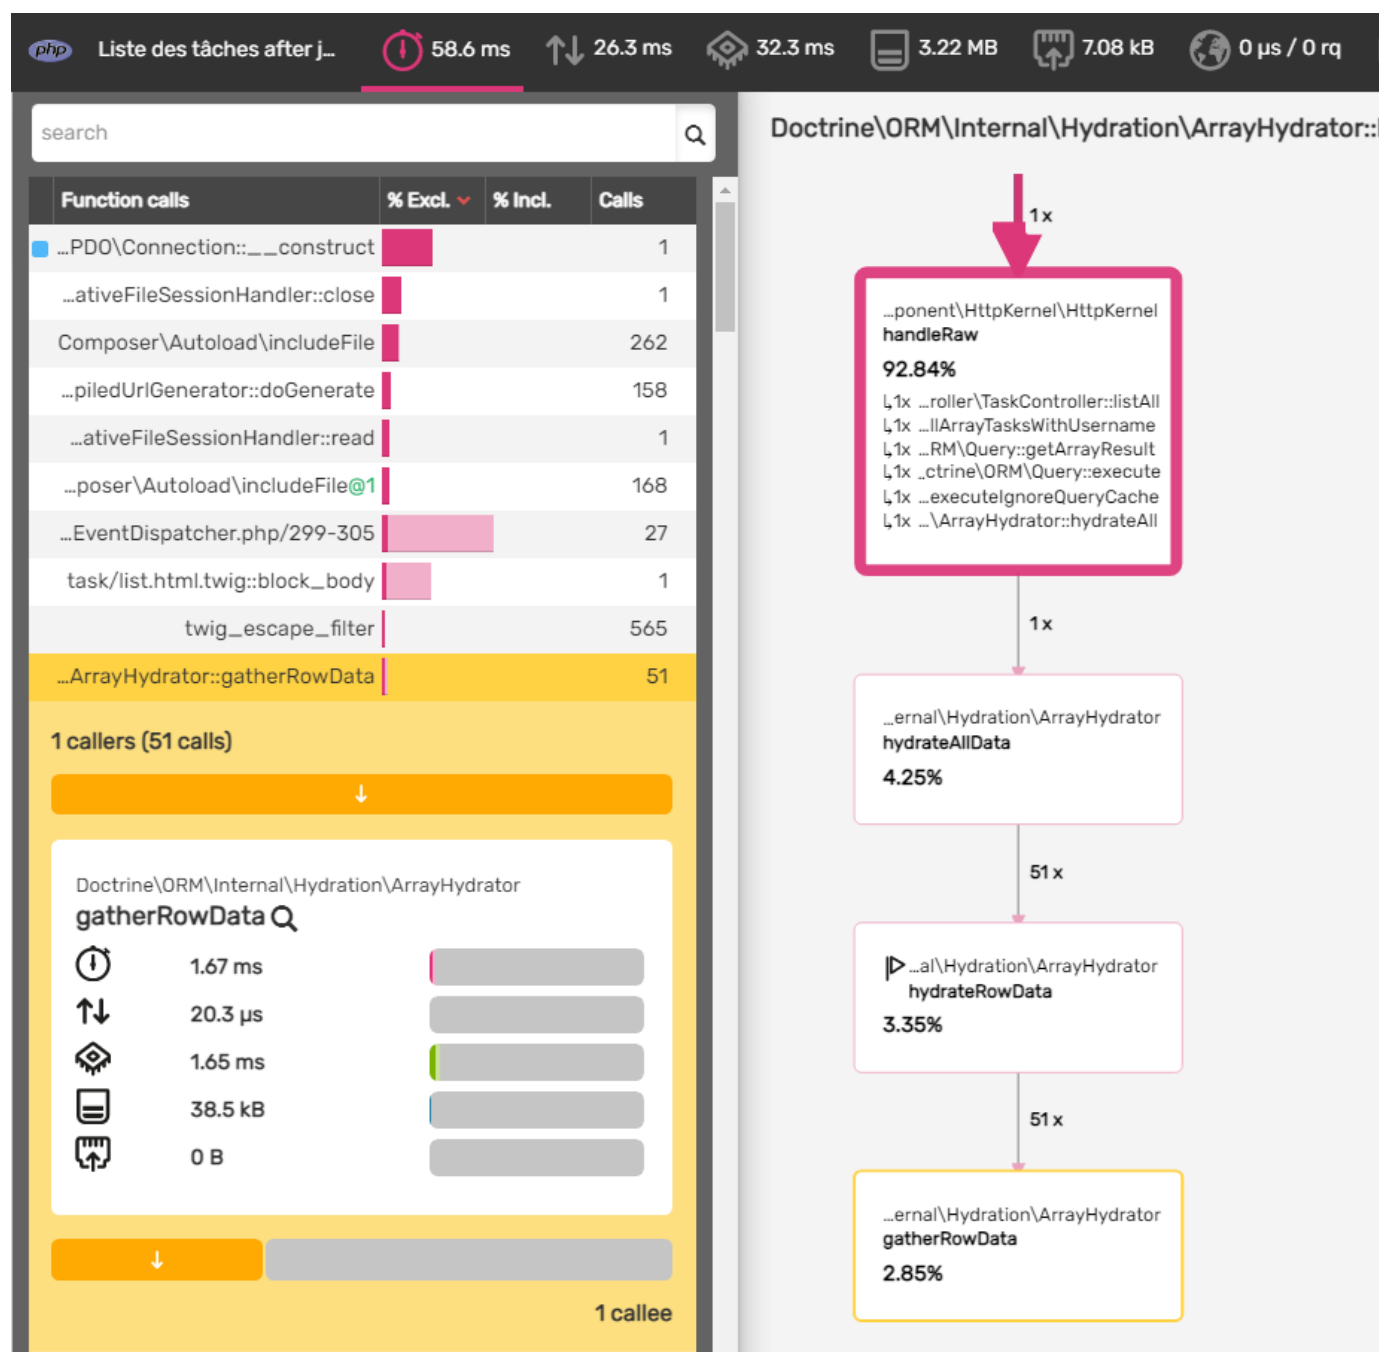 php Liste des tâches after j... 58.6 ms 26.3 ms 32.3 ms 3.22 MB 7.08 kB 0 µs / 0 rq
search
Function calls % Excl. % Incl. Calls
...PDO\Connection::__construct 1
...ativeFileSessionHandler::close 1
Composer\Autoload\includeFile 262
...piledUrlGenerator::doGenerate 158
...ativeFileSessionHandler::read 1
...poser\Autoload\includeFile@1 168
...EventDispatcher.php/299-305 27
task/list.html.twig::block_body 1
twig_escape_filter 565
...ArrayHydrator::gatherRowData 51
1 callers (51 calls)
Doctrine\ORM\Internal\Hydration\ArrayHydrator
gatherRowData
1.67 ms
20.3 µs
1.65 ms
38.5 kB
0 B
1 callee
Doctrine\ORM\Internal\Hydration\ArrayHydrator::
1 x
...ponent\HttpKernel\HttpKernel
handleRaw
92.84%
↳1x ...roller\TaskController::listAll
↳1x ...llArrayTasksWithUsername
↳1x ...RM\Query::getArrayResult
↳1x ...ctrine\ORM\Query::execute
↳1x ...executeIgnoreQueryCache
↳1x ...\ArrayHydrator::hydrateAll
1 x
...ernal\Hydration\ArrayHydrator
hydrateAllData
4.25%
51 x
...al\Hydration\ArrayHydrator
hydrateRowData
3.35%
51 x
...ernal\Hydration\ArrayHydrator
gatherRowData
2.85%